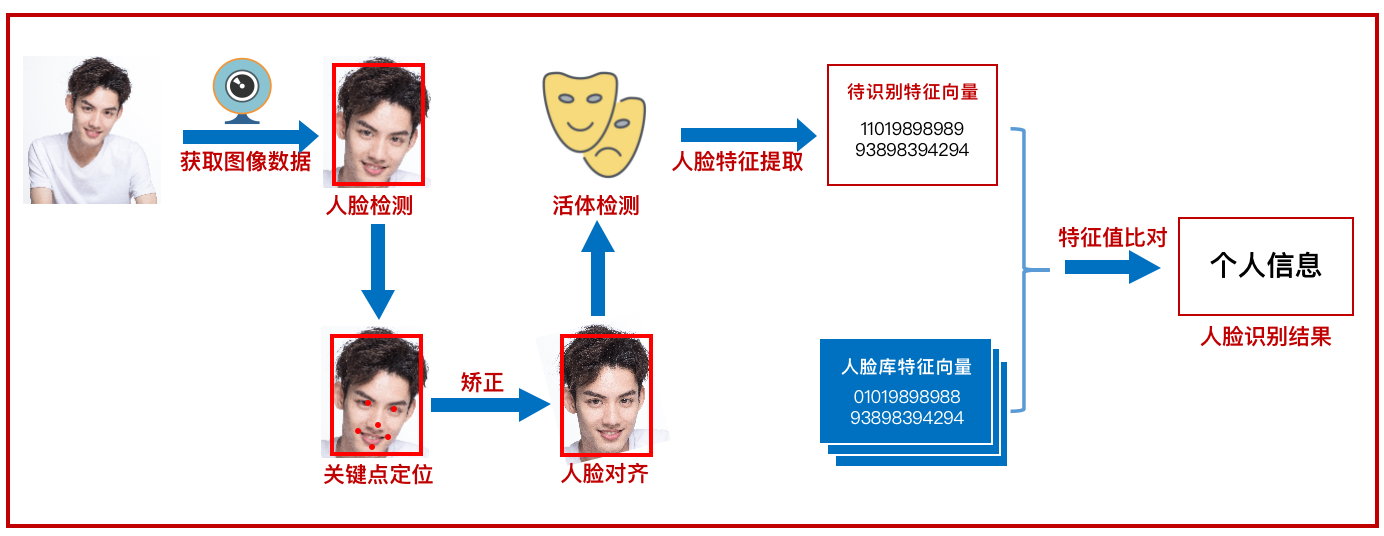 获取图像数据
人脸检测
关键点定位
矫正
人脸对齐
活体检测
人脸特征提取
待识别特征向量
11019898989
93898394294
人脸库特征向量
01019898988
93898394294
特征值比对
个人信息
人脸识别结果